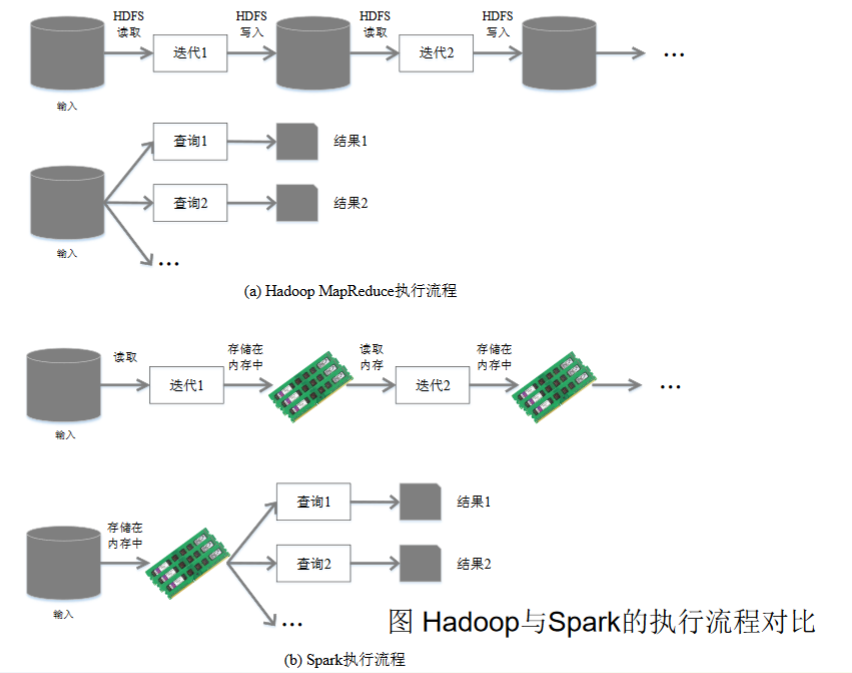 HDFS
读取
HDFS
写入
HDFS
读取
HDFS
写入
迭代1
迭代2
...
输入
查询1
结果1
查询2
结果2
输入
...
(a) Hadoop MapReduce执行流程
读取
存储在
内存中
读取
内存
存储在
内存中
迭代1
迭代2
...
输入
存储在
内存中
查询1
结果1
查询2
结果2
输入
...
图 Hadoop与Spark的执行流程对比
(b) Spark执行流程